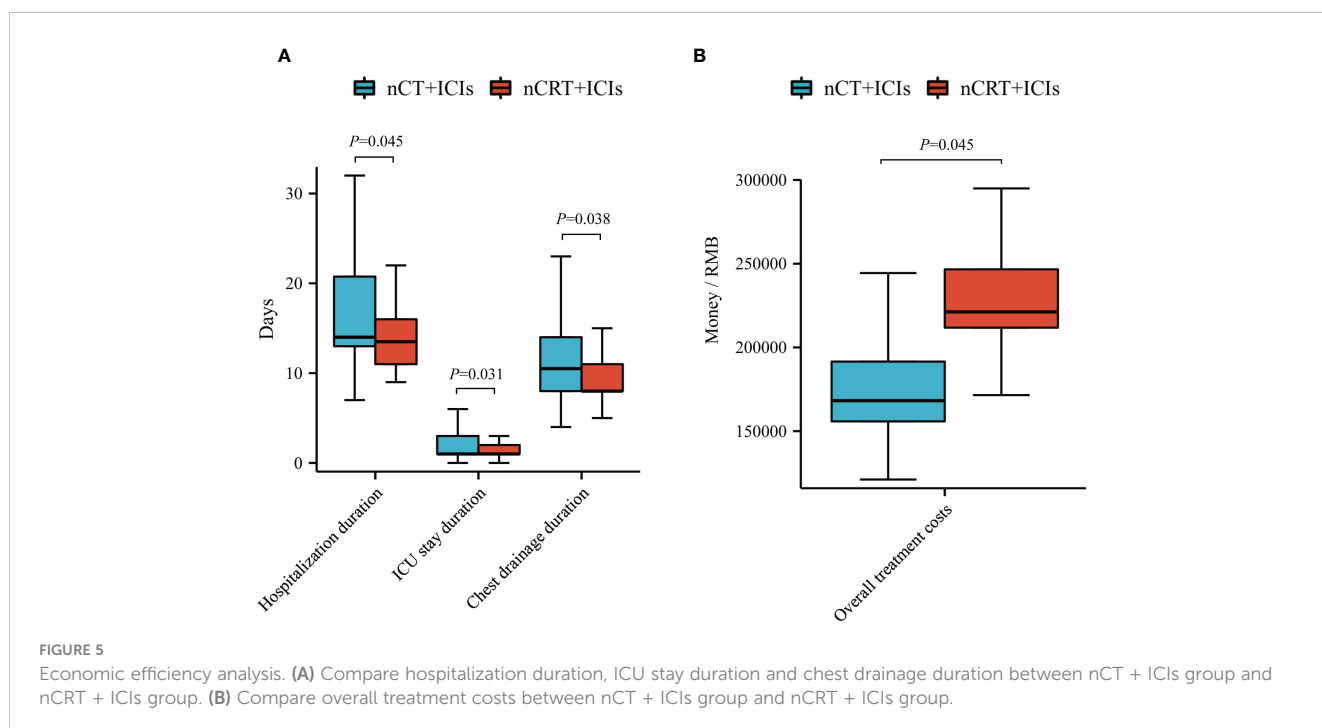 A
nCT+ICIs nCRT+ICIs
P=0.045
P=0.031
P=0.038
Days
30
20
10
0
Hospitalization duration
ICU stay duration
Chest drainage duration
B
nCT+ICIs nCRT+ICIs
P=0.045
Money / RMB
300000
250000
200000
150000
Overall treatment costs
FIGURE 5
Economic efficiency analysis. (A) Compare hospitalization duration, ICU stay duration and chest drainage duration between nCT + ICIs group and
nCRT + ICIs group. (B) Compare overall treatment costs between nCT + ICIs group and nCRT + ICIs group.